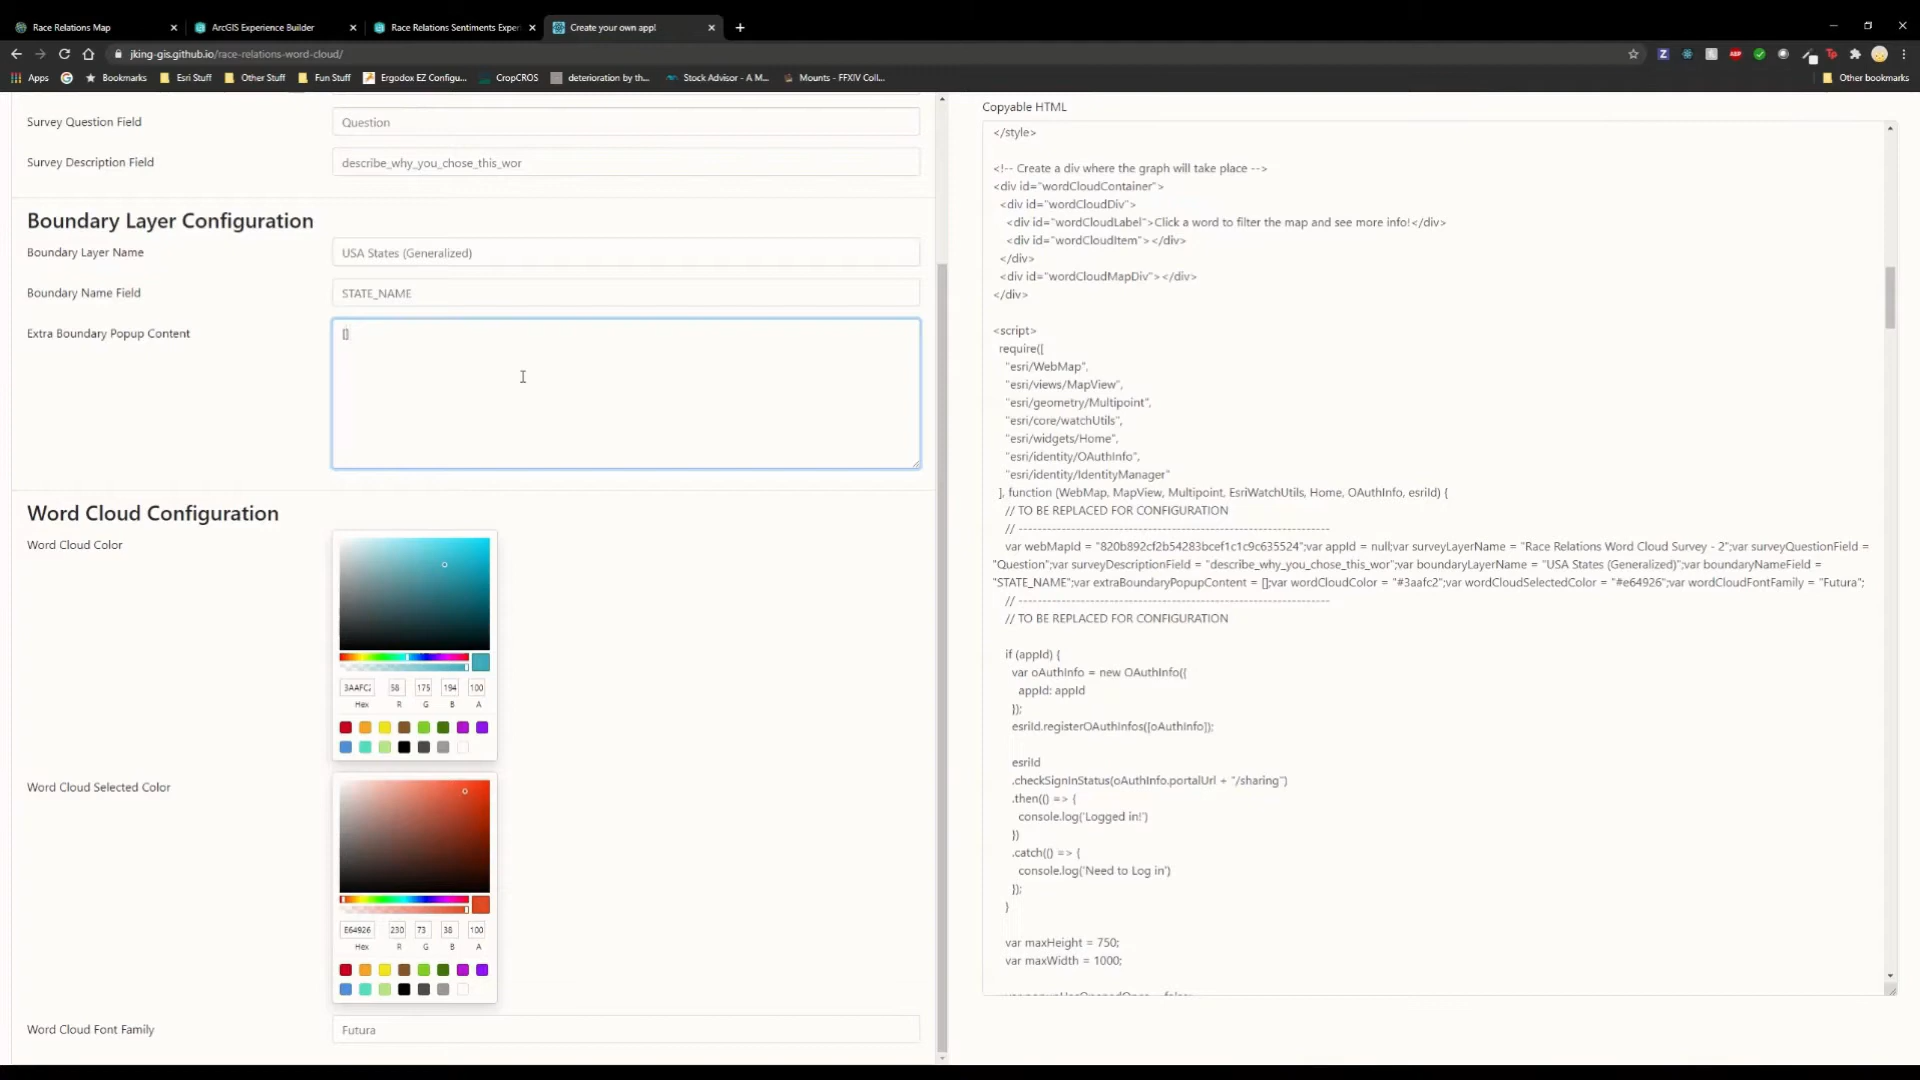 Race Relations Map
ArcGIS Experience Builder
Race Relations Sentiments Exper
Create your own app!
jking-gis.github.io/race-relations-word-cloud/
Apps
Bookmarks
Esri Stuff
Other Stuff
Fun Stuff
Ergodox EZ Configu...
CropCROS
deterioration by th...
Stock Advisor - A M...
Mounts - FFXIV Coll...
Other bookmarks
Survey Question Field
Question
Survey Description Field
describe_why_you_chose_this_wor
Boundary Layer Configuration
Boundary Layer Name
USA States (Generalized)
Boundary Name Field
STATE_NAME
Extra Boundary Popup Content
[]
Word Cloud Configuration
Word Cloud Color
3AAFC2 58 175 194 100
Hex R G B A
Word Cloud Selected Color
E64926 230 73 38 100
Hex R G B A
Word Cloud Font Family
Futura
Copyable HTML
</style>
<!-- Create a div where the graph will take place -->
<div id="wordCloudContainer">
<div id="wordCloudDiv">
<div id="wordCloudLabel">Click a word to filter the map and see more info!</div>
<div id="wordCloudItem"></div>
</div>
<div id="wordCloudMapDiv"></div>
</div>
<script>
require([
"esri/WebMap",
"esri/views/MapView",
"esri/geometry/Multipoint",
"esri/core/watchUtils",
"esri/widgets/Home",
"esri/identity/OAuthInfo",
"esri/identity/IdentityManager"
], function (WebMap, MapView, Multipoint, EsriWatchUtils, Home, OAuthInfo, esriId) {
// TO BE REPLACED FOR CONFIGURATION
// ------------------------------------------------------------------
var webMapId = "820b892cf2b54283bcef1c1c9c635524";var appId = null;var surveyLayerName = "Race Relations Word Cloud Survey - 2";var surveyQuestionField =
"Question";var surveyDescriptionField = "describe_why_you_chose_this_wor";var boundaryLayerName = "USA States (Generalized)";var boundaryNameField =
"STATE_NAME";var extraBoundaryPopupContent = [];var wordCloudColor = "#3aafc2";var wordCloudSelectedColor = "#e64926";var wordCloudFontFamily = "Futura";
// ------------------------------------------------------------------
// TO BE REPLACED FOR CONFIGURATION
if (appId) {
var oAuthInfo = new OAuthInfo({
appId: appId
});
esriId.registerOAuthInfos([oAuthInfo]);
esriId
.checkSignInStatus(oAuthInfo.portalUrl + "/sharing")
.then(() => {
console.log('Logged in!')
})
.catch(() => {
console.log('Need to Log in')
});
}
var maxHeight = 750;
var maxWidth = 1000;